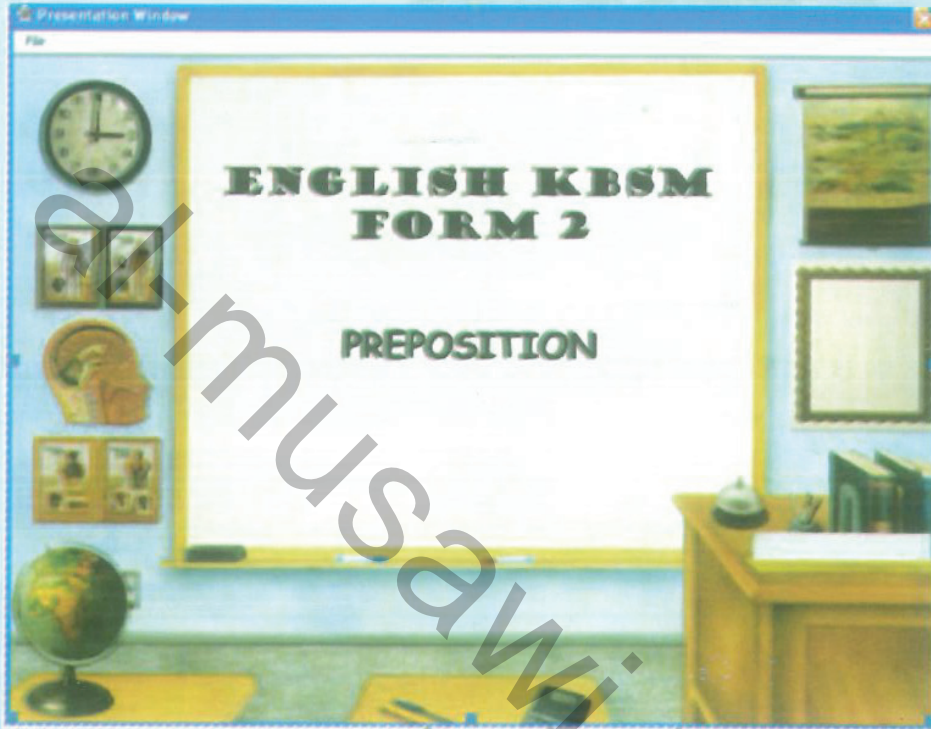 Presentation Window
File
ENGLISH KBSM
FORM 2
PREPOSITION
al-musawi